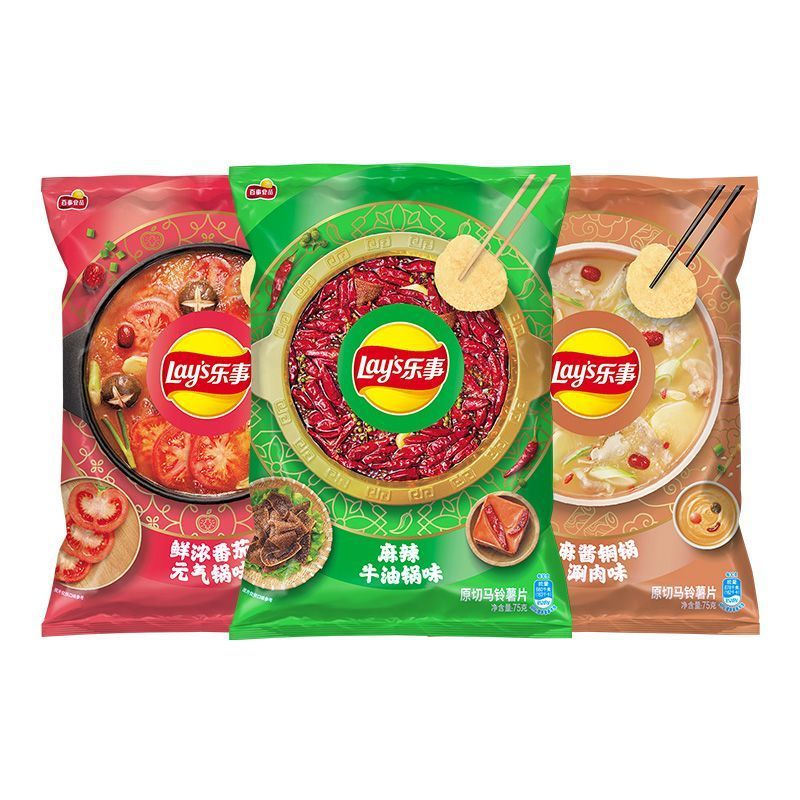 百事食品
Lay's乐事
鲜浓番茄
元气锅味
百事食品
Lay's乐事
麻辣
牛油锅味
原切马铃薯片
净含量:75克
Lay's乐事
麻酱铜锅
涮肉味
原切马铃薯片
净含量:75克